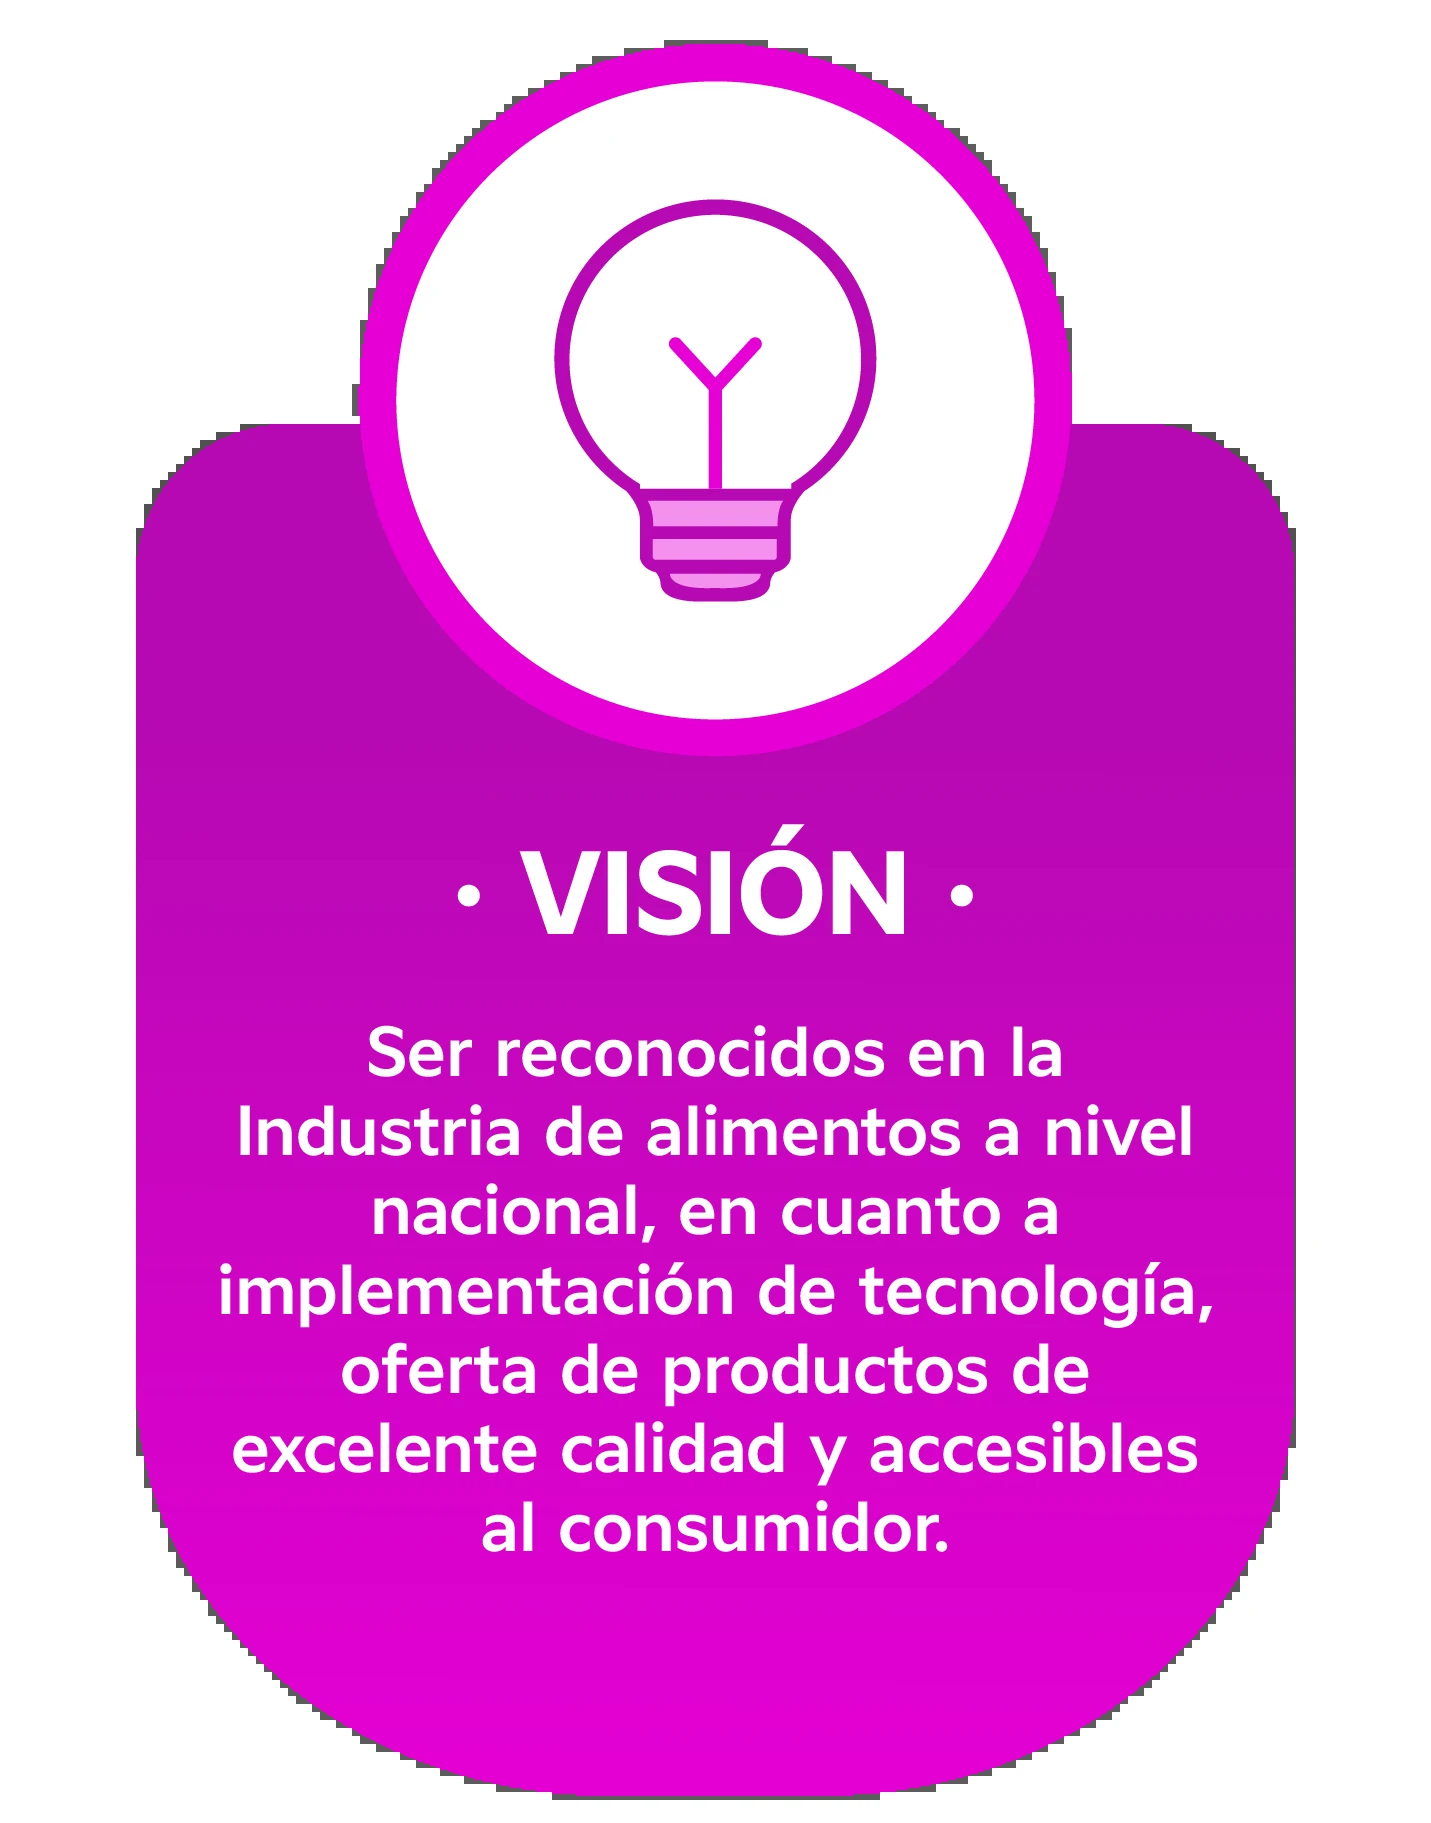 • VISIÓN •
Ser reconocidos en la
Industria de alimentos a nivel
nacional, en cuanto a
implementación de tecnología,
oferta de productos de
excelente calidad y accesibles
al consumidor.